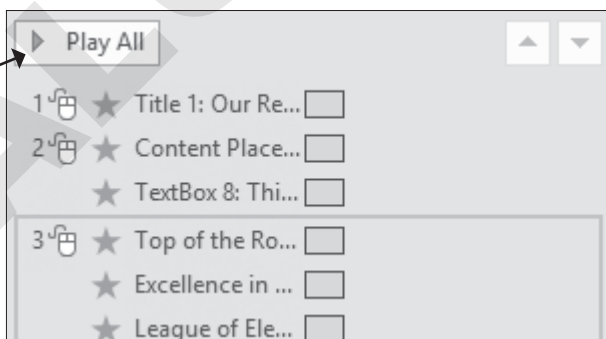 Play All
1 Title 1: Our Re...
2 Content Place...
TextBox 8: Thi...
3 Top of the Ro...
Excellence in ...
League of Ele...